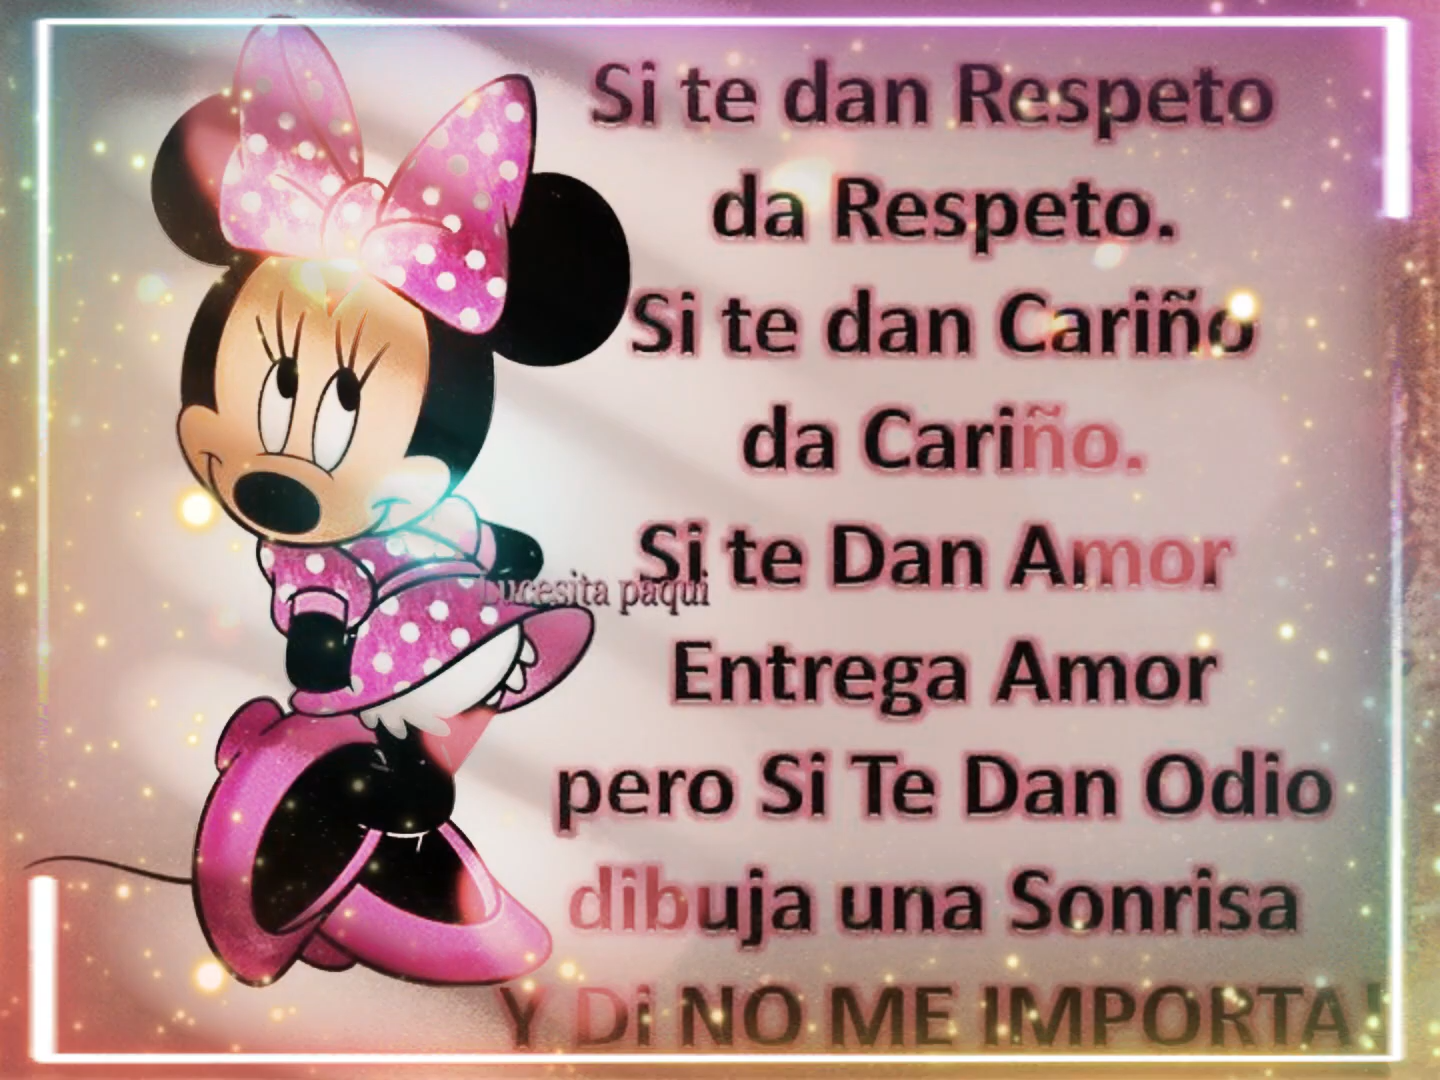 Si te dan Respeto
da Respeto.
Si te dan Cariño
da Cariño.
Si te Dan Amor
Lucesita paqui
Entrega Amor
pero Si Te Dan Odio
dibuja una Sonrisa
Y Di NO ME IMPORTA!